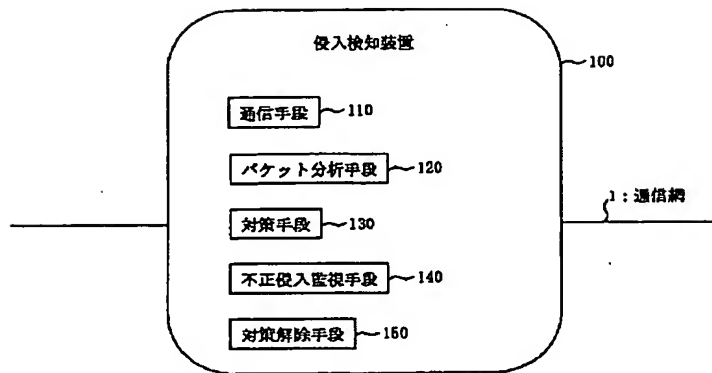 侵入検知装置
100
通信手段
110
パケット分析手段
120
1:通信網
対策手段
130
不正侵入監視手段
140
対策解除手段
150